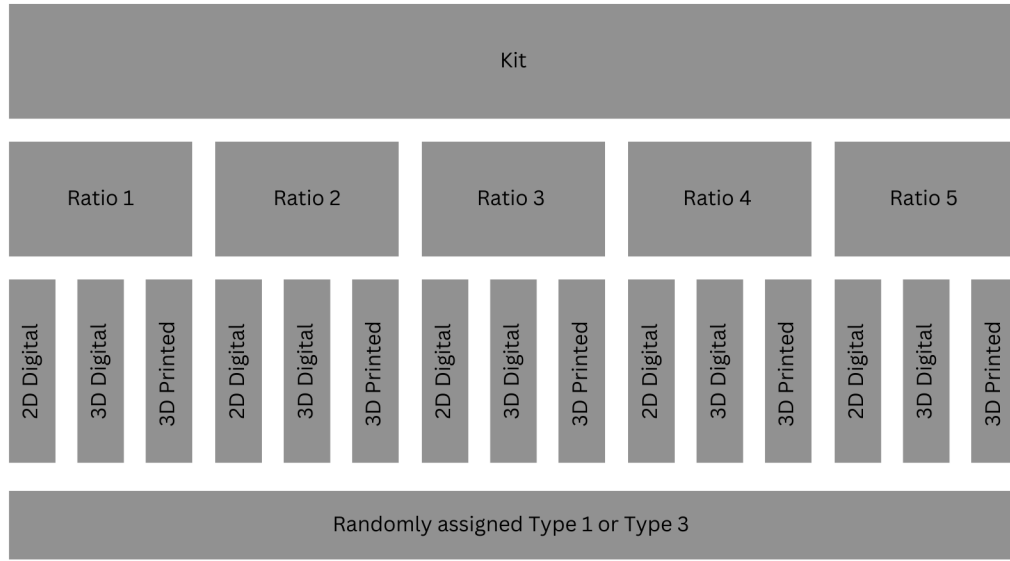 Kit
Ratio 1
Ratio 2
Ratio 3
Ratio 4
Ratio 5
2D Digital
3D Digital
3D Printed
2D Digital
3D Digital
3D Printed
2D Digital
3D Digital
3D Printed
2D Digital
3D Digital
3D Printed
2D Digital
3D Digital
3D Printed
Randomly assigned Type 1 or Type 3